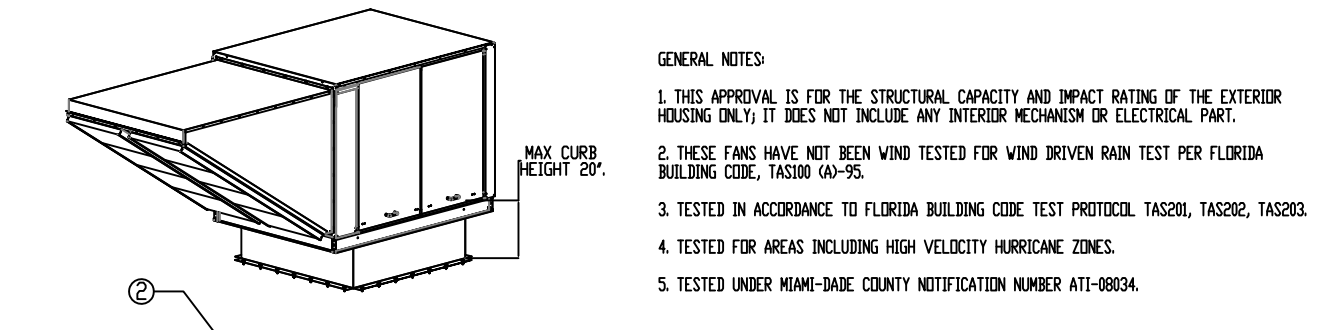 MAX CURB
HEIGHT 20".
2
GENERAL NOTES:
1. THIS APPROVAL IS FOR THE STRUCTURAL CAPACITY AND IMPACT RATING OF THE EXTERIOR
HOUSING ONLY; IT DOES NOT INCLUDE ANY INTERIOR MECHANISM OR ELECTRICAL PART.
2. THESE FANS HAVE NOT BEEN WIND TESTED FOR WIND DRIVEN RAIN TEST PER FLORIDA
BUILDING CODE, TAS100 (A)-95.
3. TESTED IN ACCORDANCE TO FLORIDA BUILDING CODE TEST PROTOCOL TAS201, TAS202, TAS203.
4. TESTED FOR AREAS INCLUDING HIGH VELOCITY HURRICANE ZONES.
5. TESTED UNDER MIAMI-DADE COUNTY NOTIFICATION NUMBER ATI-08034.